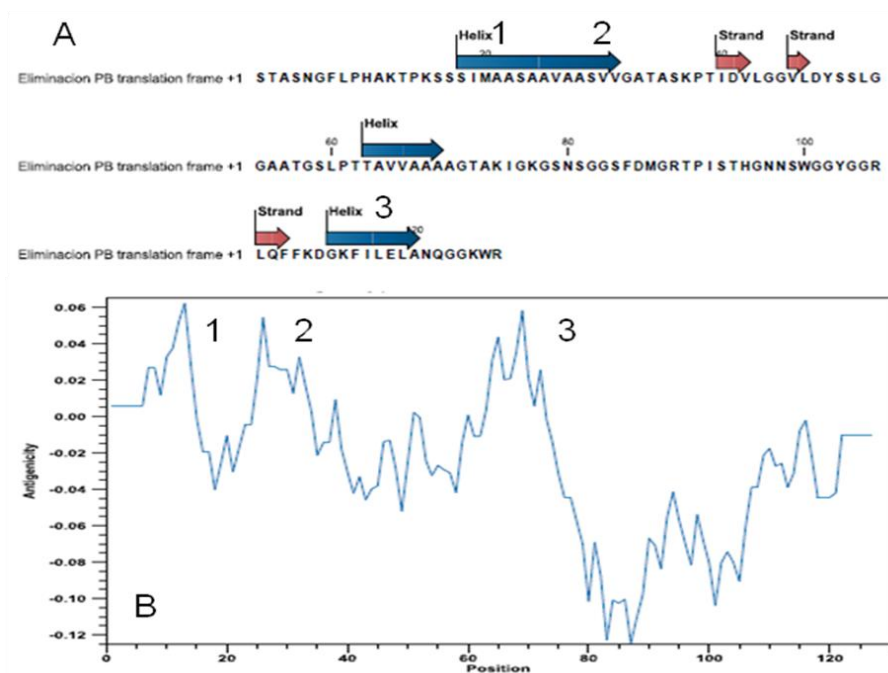 A
Helix 1 2 Strand Strand
20 40
Eliminacion PB translation frame +1 STASNGFLPHAKTPKSSSIMAASAAVAASVVGATASKPTIDVLGGVLDYSSLG
Helix
60 80 100
Eliminacion PB translation frame +1 GAATGSLPTTAVVAAAAGTAKIGKGSNSGGSFDMGRTPISTHGNNSWGGYGGR
Strand Helix 3
120
Eliminacion PB translation frame +1 LQFFKDGKFILELANQGGKWR
0.06
0.04
0.02
0.00
-0.02
-0.04
-0.06
-0.08
-0.10
-0.12
Antigenicity
1 2 3
B
0 20 40 60 80 100 120
Position